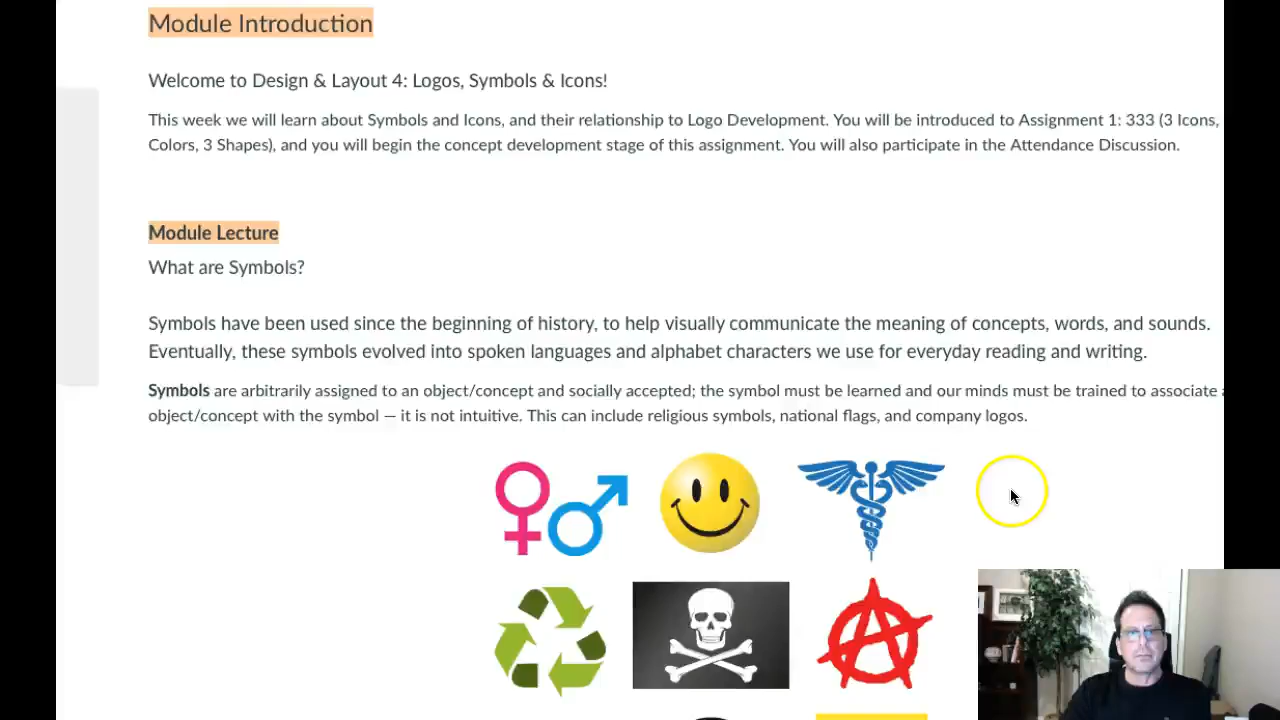 Module Introduction
Welcome to Design & Layout 4: Logos, Symbols & Icons!
This week we will learn about Symbols and Icons, and their relationship to Logo Development. You will be introduced to Assignment 1: 333 (3 Icons,
Colors, 3 Shapes), and you will begin the concept development stage of this assignment. You will also participate in the Attendance Discussion.
Module Lecture
What are Symbols?
Symbols have been used since the beginning of history, to help visually communicate the meaning of concepts, words, and sounds.
Eventually, these symbols evolved into spoken languages and alphabet characters we use for everyday reading and writing.
Symbols are arbitrarily assigned to an object/concept and socially accepted; the symbol must be learned and our minds must be trained to associate
object/concept with the symbol — it is not intuitive. This can include religious symbols, national flags, and company logos.